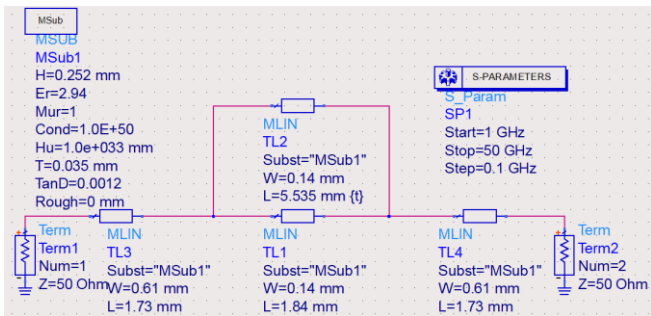 MSub
MSUB
MSub1
H=0.252 mm
Er=2.94
Mur=1
Cond=1.0E+50
Hu=1.0e+033 mm
T=0.035 mm
TanD=0.0012
Rough=0 mm
S-PARAMETERS
S_Param
SP1
Start=1 GHz
Stop=50 GHz
Step=0.1 GHz
MLIN
TL2
Subst="MSub1"
W=0.14 mm
L=5.535 mm {t}
Term
Term1
Num=1
Z=50 Ohm
MLIN
TL3
Subst="MSub1"
W=0.61 mm
L=1.73 mm
MLIN
TL1
Subst="MSub1"
W=0.14 mm
L=1.84 mm
MLIN
TL4
Subst="MSub1"
W=0.61 mm
L=1.73 mm
Term
Term2
Num=2
Z=50 Ohm